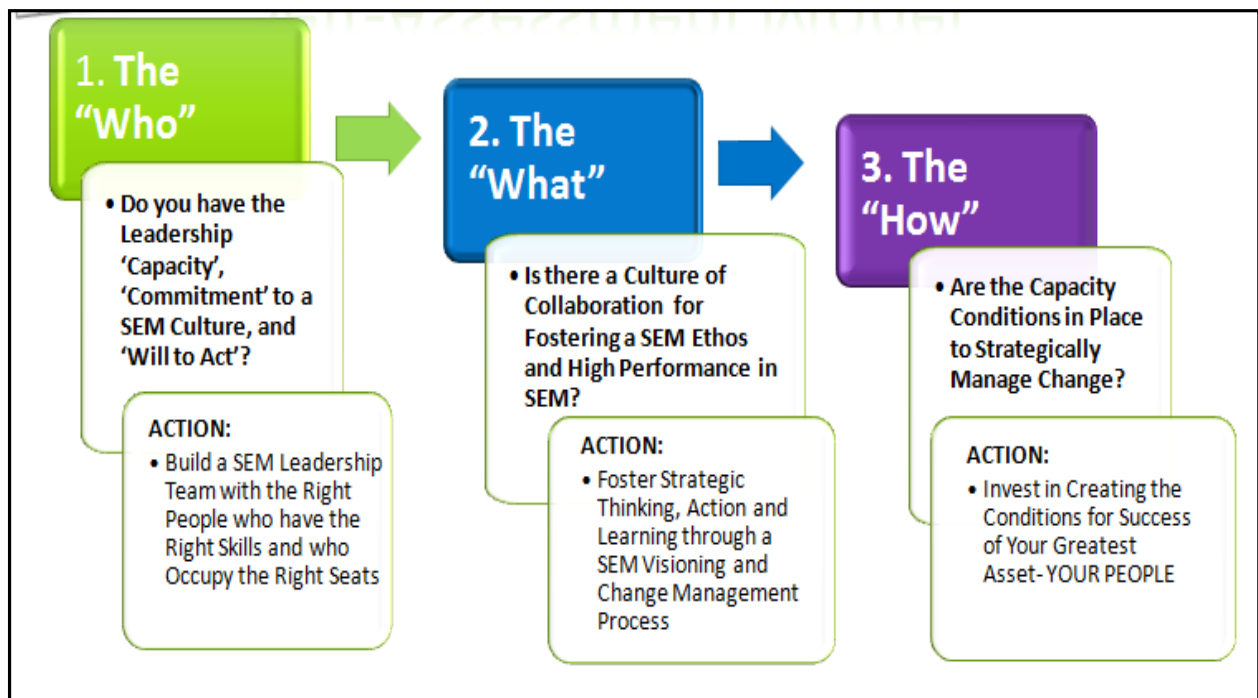 1. The
“Who”
• Do you have the
Leadership
‘Capacity’,
‘Commitment’ to a
SEM Culture, and
‘Will to Act’?
ACTION:
• Build a SEM Leadership
Team with the Right
People who have the
Right Skills and who
Occupy the Right Seats
2. The
“What”
• Is there a Culture of
Collaboration for
Fostering a SEM Ethos
and High Performance in
SEM?
ACTION:
• Foster Strategic
Thinking, Action and
Learning through a
SEM Visioning and
Change Management
Process
3. The
“How”
• Are the Capacity
Conditions in Place
to Strategically
Manage Change?
ACTION:
• Invest in Creating the
Conditions for Success
of Your Greatest
Asset- YOUR PEOPLE